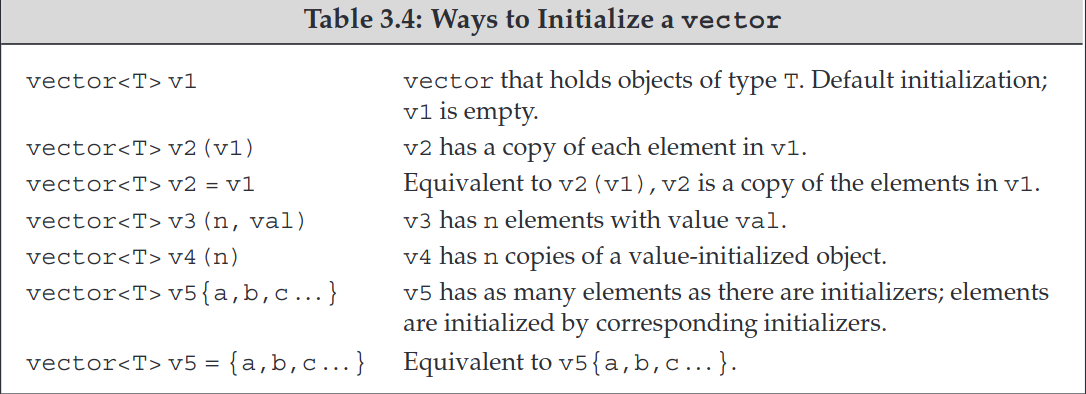 Table 3.4: Ways to Initialize a vector
vector<T> v1 vector that holds objects of type T. Default initialization;
v1 is empty.
vector<T> v2(v1) v2 has a copy of each element in v1.
vector<T> v2 = v1 Equivalent to v2(v1), v2 is a copy of the elements in v1.
vector<T> v3(n, val) v3 has n elements with value val.
vector<T> v4(n) v4 has n copies of a value-initialized object.
vector<T> v5{a,b,c...} v5 has as many elements as there are initializers; elements
are initialized by corresponding initializers.
vector<T> v5 = {a,b,c...} Equivalent to v5{a,b,c...}.